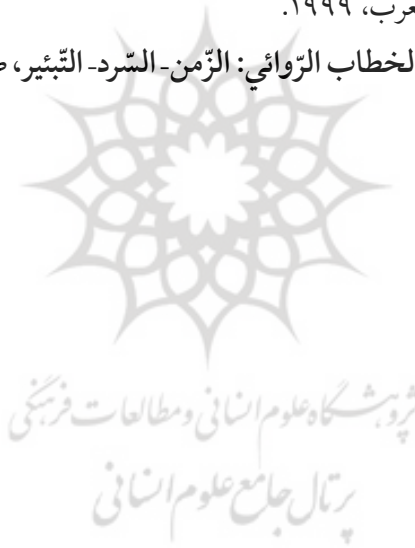 عرب، ١٩٩٩.
لخطاب الرّوائي: الزّمن- السّرد- التّبئير،
پژوهشگاه علوم انسانی و مطالعات فرهنگی
پرتال جامع علوم انسانی